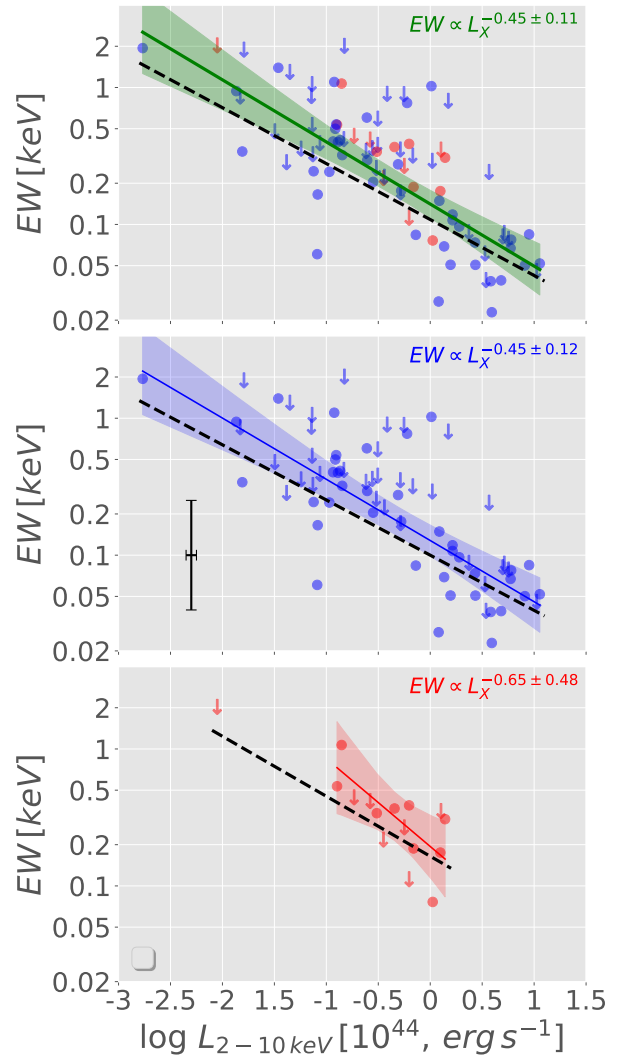 EW ∝ L_X^{−0.45 ± 0.11}
2
1
0.5
0.2
0.1
0.05
0.02
EW [keV]
EW ∝ L_X^{−0.45 ± 0.12}
2
1
0.5
0.2
0.1
0.05
0.02
EW [keV]
EW ∝ L_X^{−0.65 ± 0.48}
2
1
0.5
0.2
0.1
0.05
0.02
EW [keV]
-3 -2.5 -2 -1.5 -1 -0.5 0 0.5 1 1.5
log L_{2−10 keV} [10^{44}, erg s^{−1}]